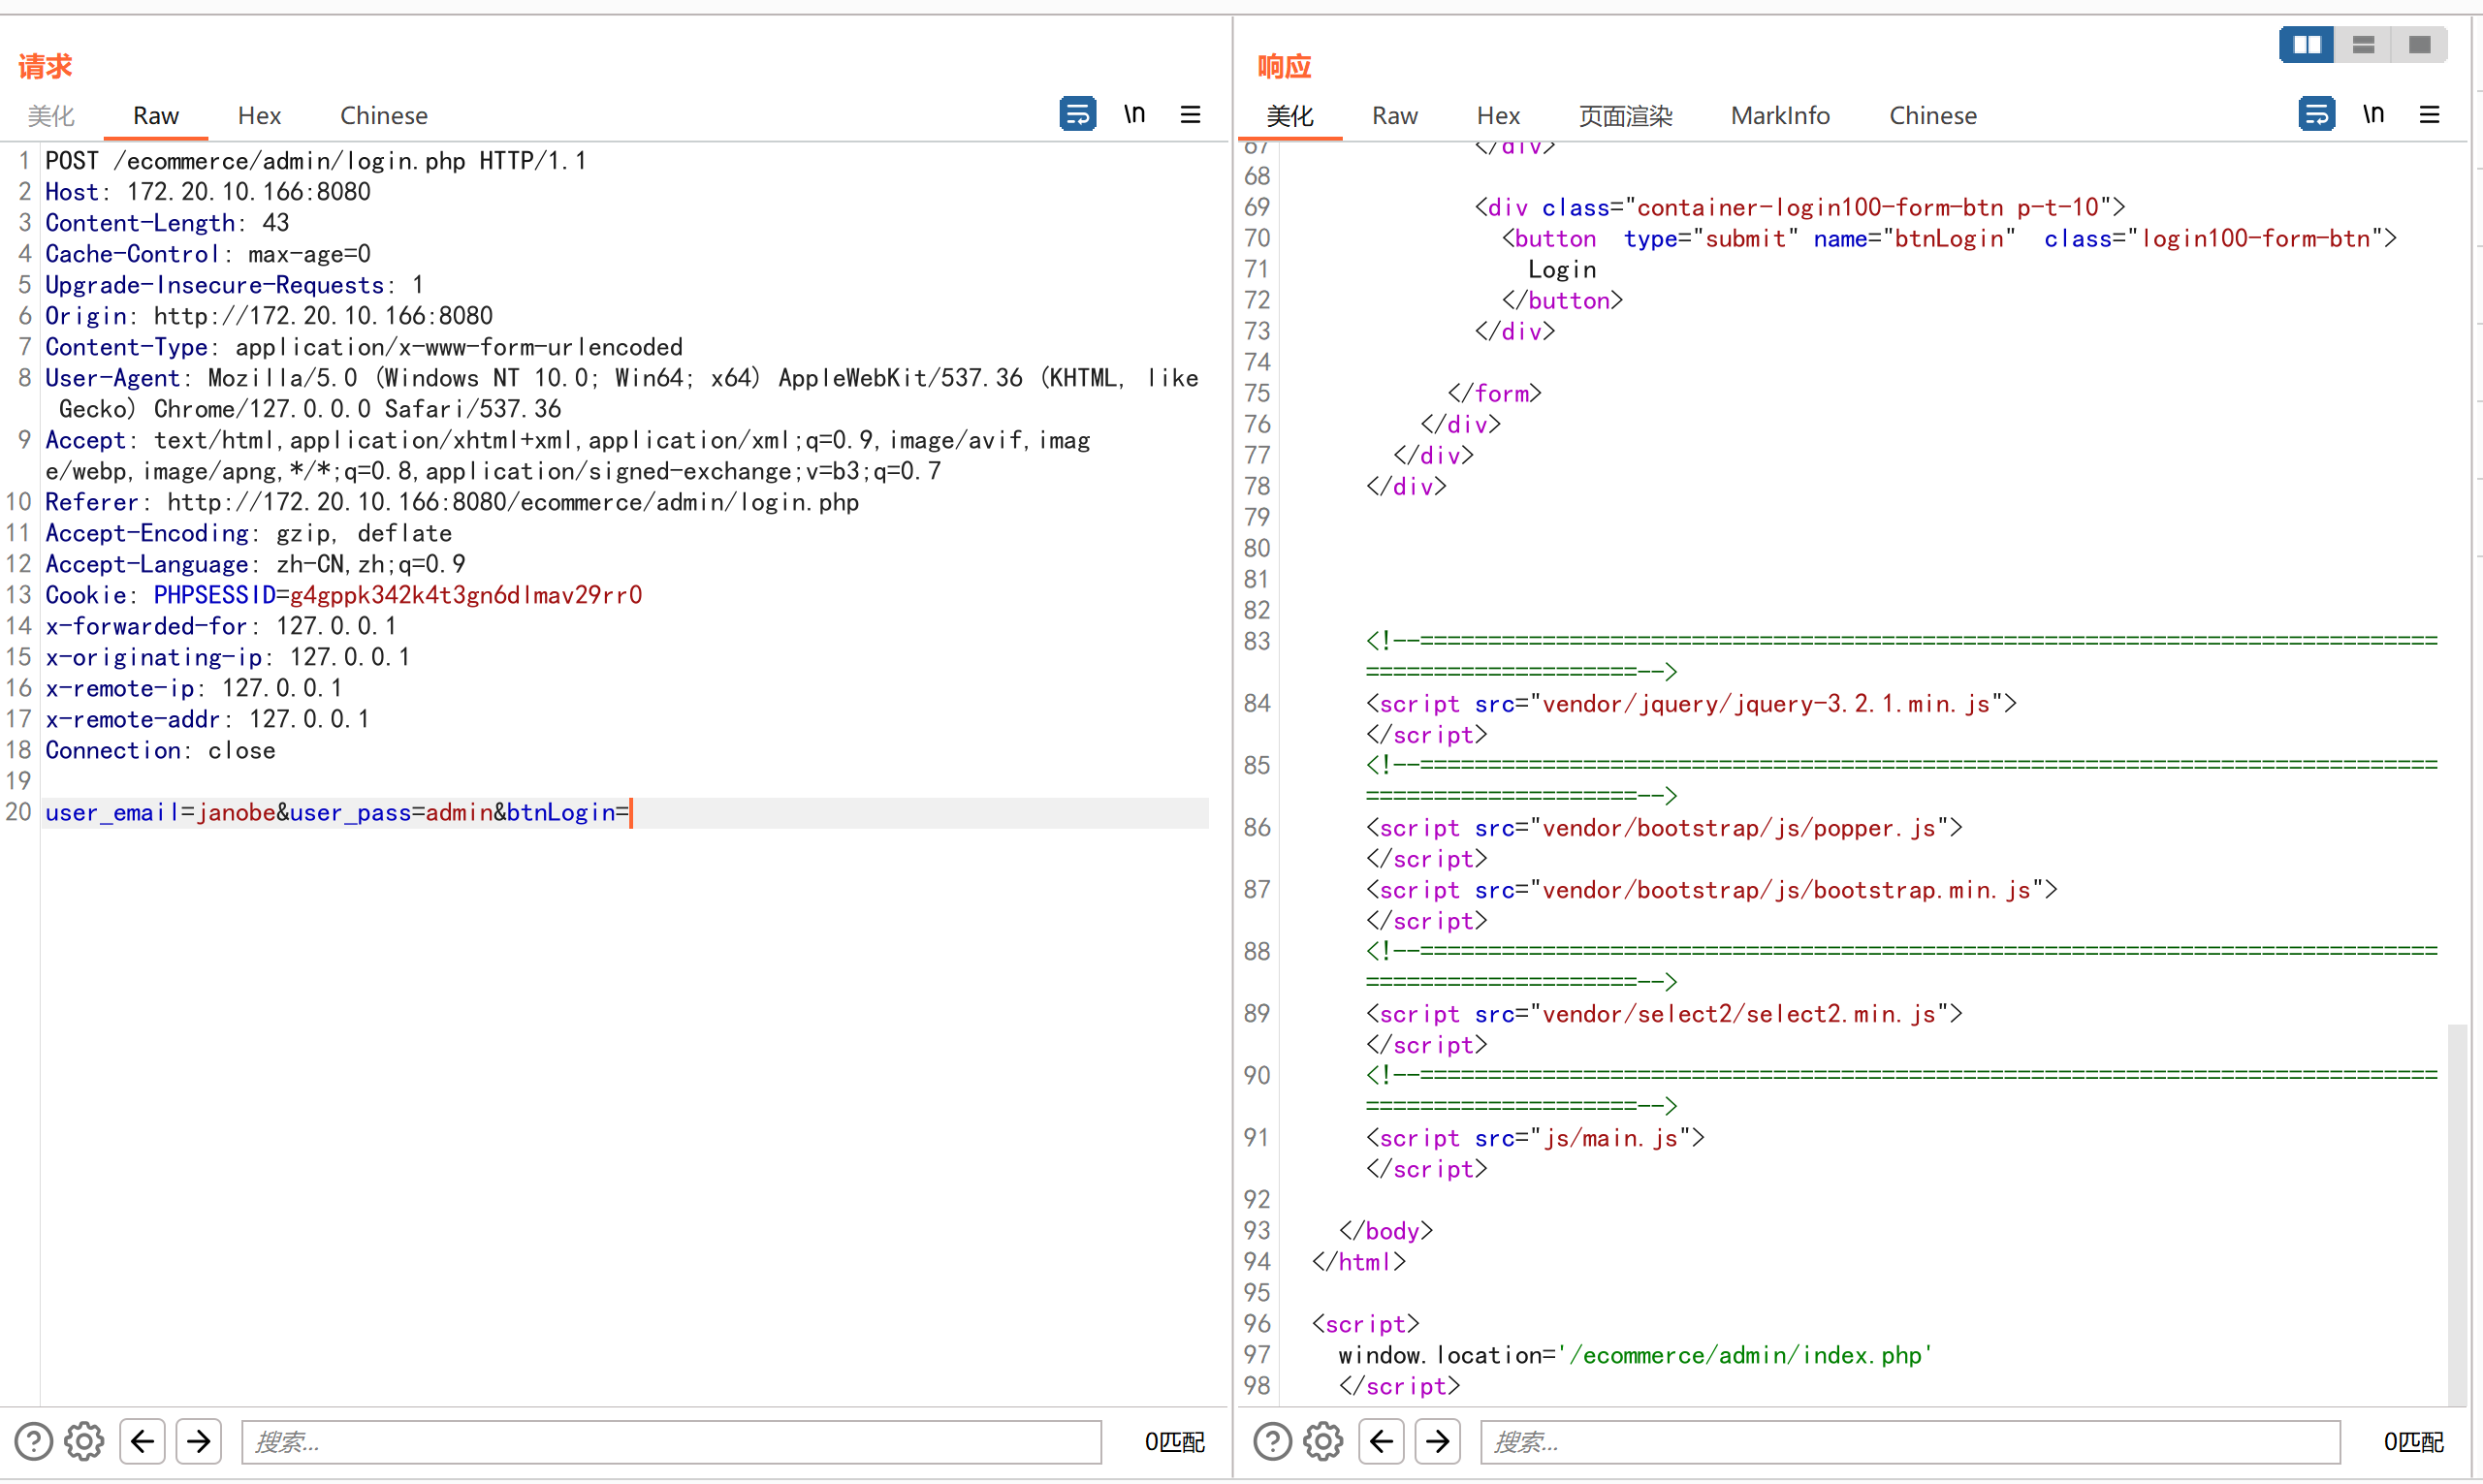 请求
美化 Raw Hex Chinese \n
1 POST /ecommerce/admin/login.php HTTP/1.1
2 Host: 172.20.10.166:8080
3 Content-Length: 43
4 Cache-Control: max-age=0
5 Upgrade-Insecure-Requests: 1
6 Origin: http://172.20.10.166:8080
7 Content-Type: application/x-www-form-urlencoded
8 User-Agent: Mozilla/5.0 (Windows NT 10.0; Win64; x64) AppleWebKit/537.36 (KHTML, like
Gecko) Chrome/127.0.0.0 Safari/537.36
9 Accept: text/html,application/xhtml+xml,application/xml;q=0.9,image/avif,imag
e/webp,image/apng,*/*;q=0.8,application/signed-exchange;v=b3;q=0.7
10 Referer: http://172.20.10.166:8080/ecommerce/admin/login.php
11 Accept-Encoding: gzip, deflate
12 Accept-Language: zh-CN,zh;q=0.9
13 Cookie: PHPSESSID=g4gppk342k4t3gn6dlmav29rr0
14 x-forwarded-for: 127.0.0.1
15 x-originating-ip: 127.0.0.1
16 x-remote-ip: 127.0.0.1
17 x-remote-addr: 127.0.0.1
18 Connection: close
19
20 user_email=janobe&user_pass=admin&btnLogin=
搜索... 0匹配
响应
美化 Raw Hex 页面渲染 MarkInfo Chinese \n
67 </div>
68
69 <div class="container-login100-form-btn p-t-10">
70 <button type="submit" name="btnLogin" class="login100-form-btn">
71 Login
72 </button>
73 </div>
74
75 </form>
76 </div>
77 </div>
78 </div>
79
80
81
82
83 <!--===========================================================================
====================-->
84 <script src="vendor/jquery/jquery-3.2.1.min.js">
</script>
85 <!--===========================================================================
====================-->
86 <script src="vendor/bootstrap/js/popper.js">
</script>
87 <script src="vendor/bootstrap/js/bootstrap.min.js">
</script>
88 <!--===========================================================================
====================-->
89 <script src="vendor/select2/select2.min.js">
</script>
90 <!--===========================================================================
====================-->
91 <script src="js/main.js">
</script>
92
93 </body>
94 </html>
95
96 <script>
97 window.location='/ecommerce/admin/index.php'
98 </script>
搜索... 0匹配